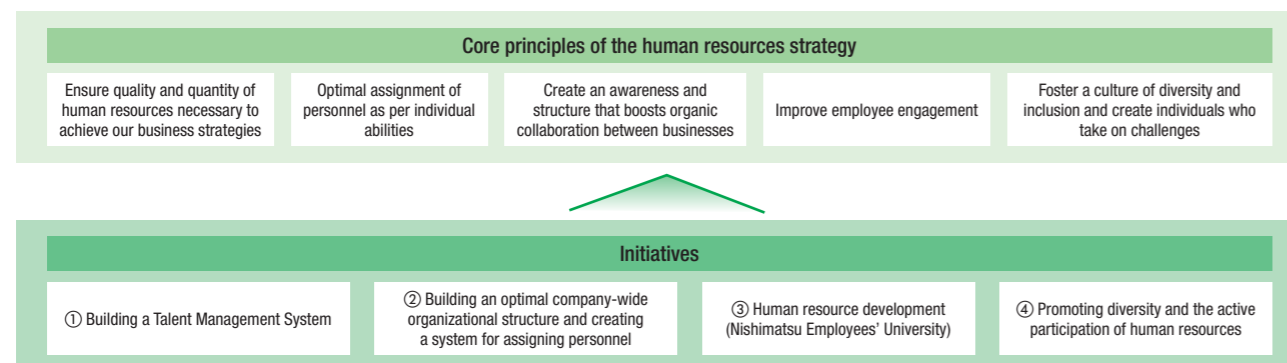 Core principles of the human resources strategy
Ensure quality and quantity of
human resources necessary to
achieve our business strategies
Optimal assignment of
personnel as per individual
abilities
Create an awareness and
structure that boosts organic
collaboration between businesses
Improve employee engagement
Foster a culture of diversity and
inclusion and create individuals who
take on challenges
Initiatives
① Building a Talent Management System
② Building an optimal company-wide
organizational structure and creating
a system for assigning personnel
③ Human resource development
(Nishimatsu Employees’ University)
④ Promoting diversity and the active
participation of human resources